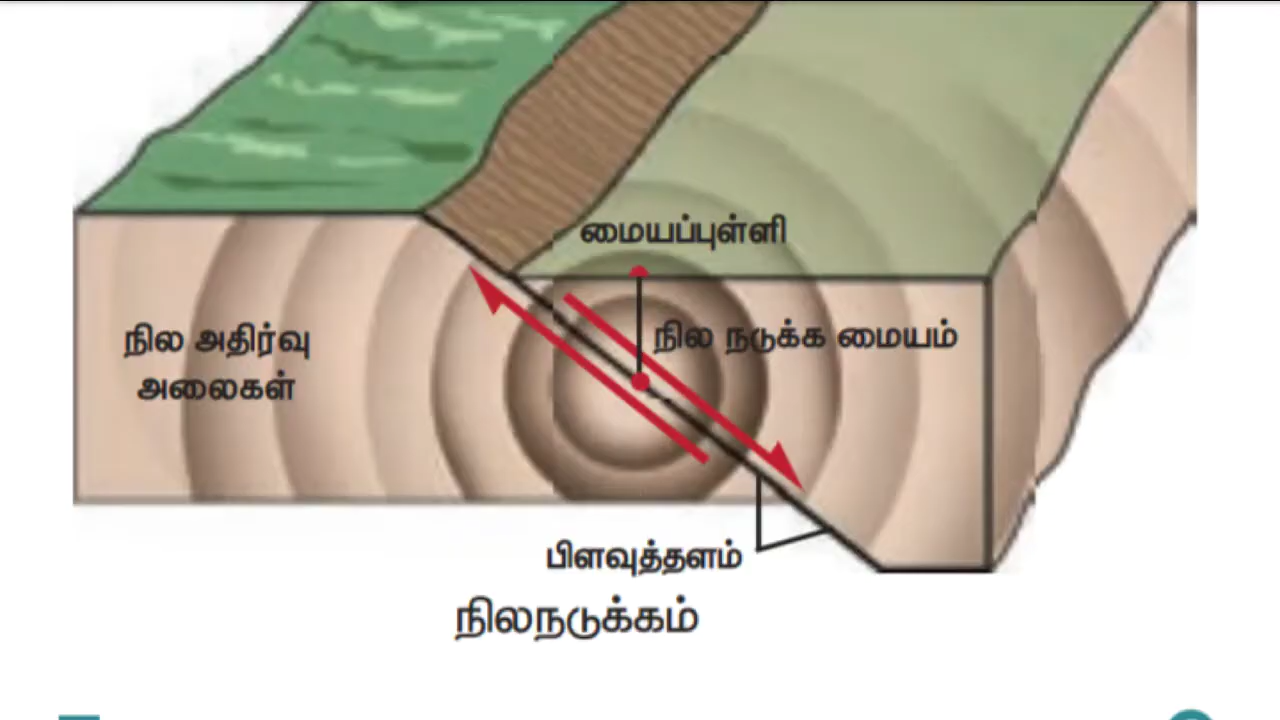 மையப்புள்ளி
நில நடுக்க மையம்
நில அதிர்வு
அலைகள்
பிளவுத்தளம்
நிலநடுக்கம்